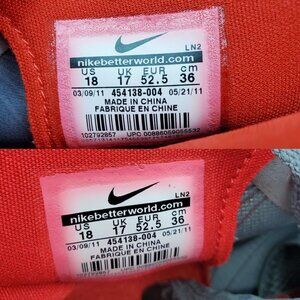 LN2
nikebetterworld.com
US UK EUR cm
18 17 52.5 36
03/09/11 454138-004 05/21/11
MADE IN CHINA
FABRIQUE EN CHINE
102792857
LN2
nikebetterworld.com
US UK EUR cm
18 17 52.5 36
03/09/11 454138-004 05/21/11
MADE IN CHINA
FABRIQUE EN CHINE